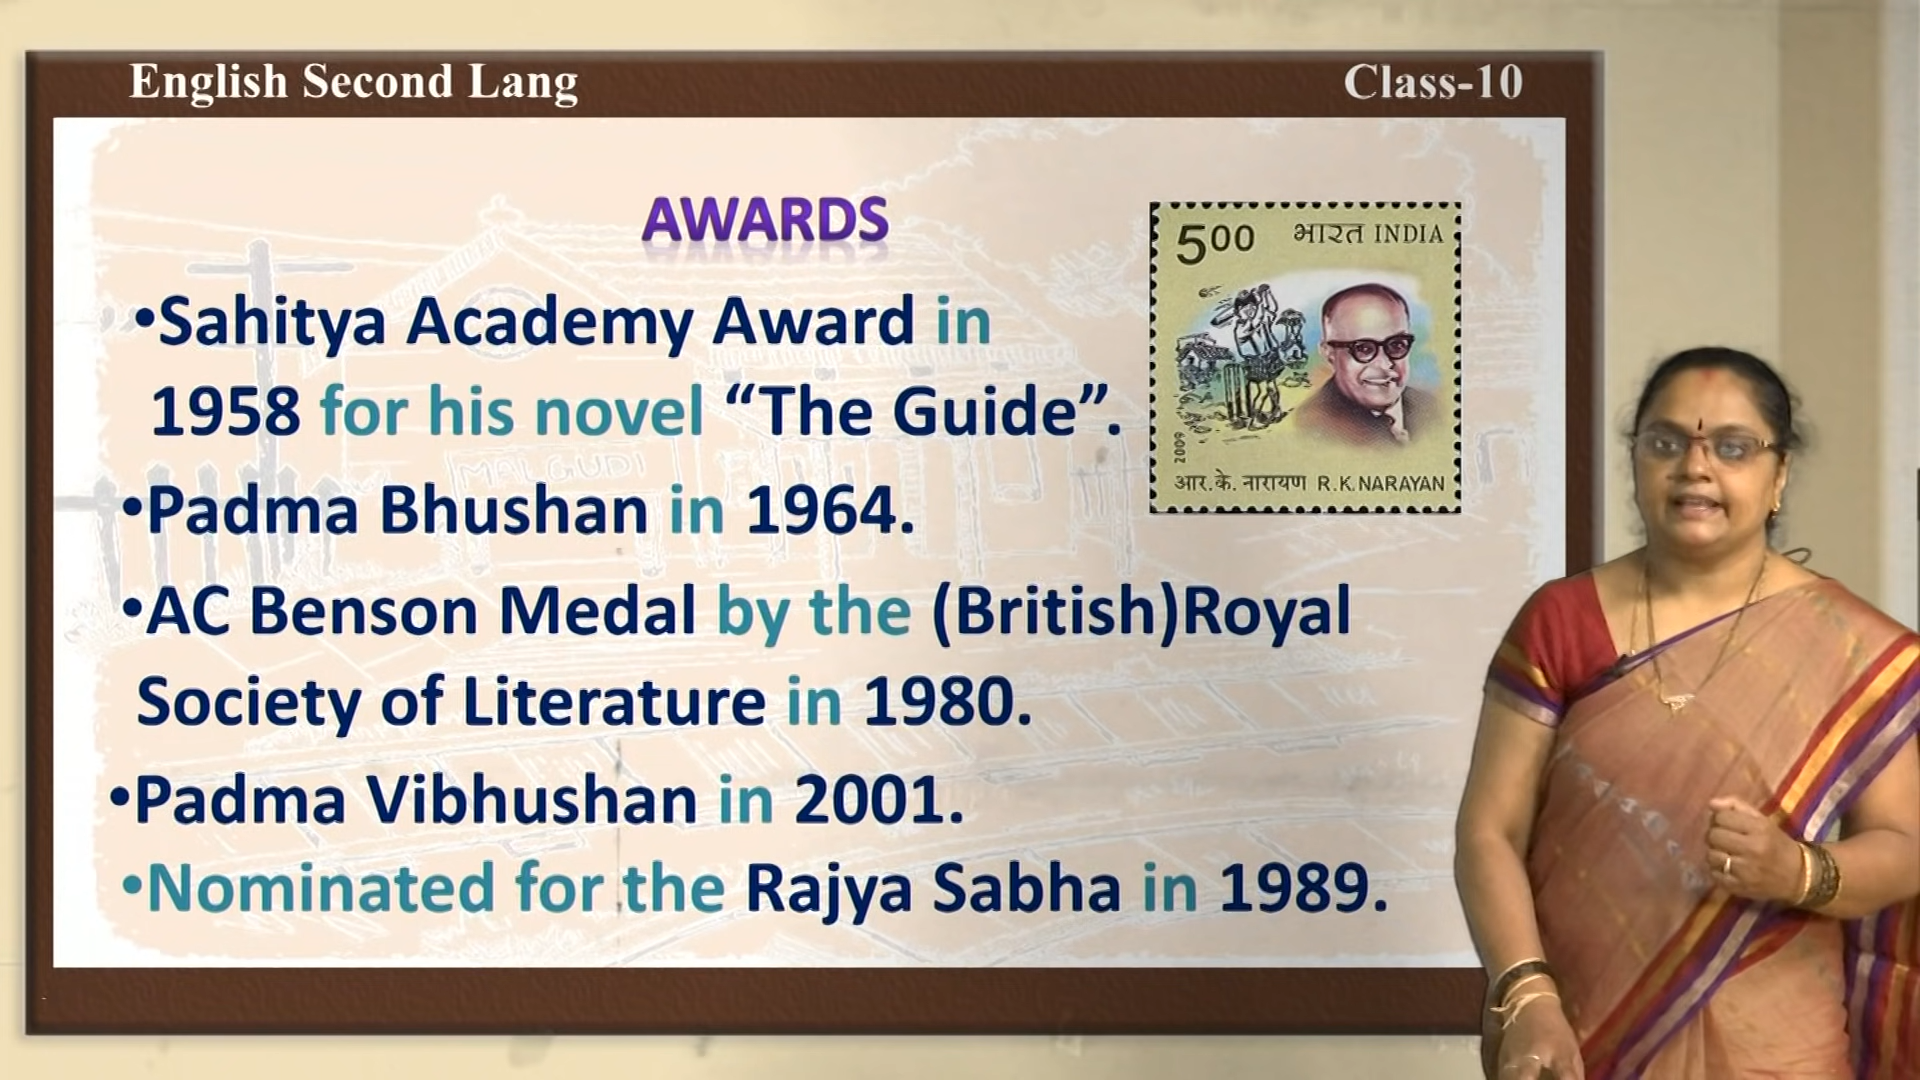 English Second Lang
Class-10
AWARDS
•Sahitya Academy Award in
1958 for his novel “The Guide”.
•Padma Bhushan in 1964.
•AC Benson Medal by the (British)Royal
Society of Literature in 1980.
•Padma Vibhushan in 2001.
•Nominated for the Rajya Sabha in 1989.
500 भारत INDIA
2009
आर.के. नारायण R.K.NARAYAN
MALGUDI